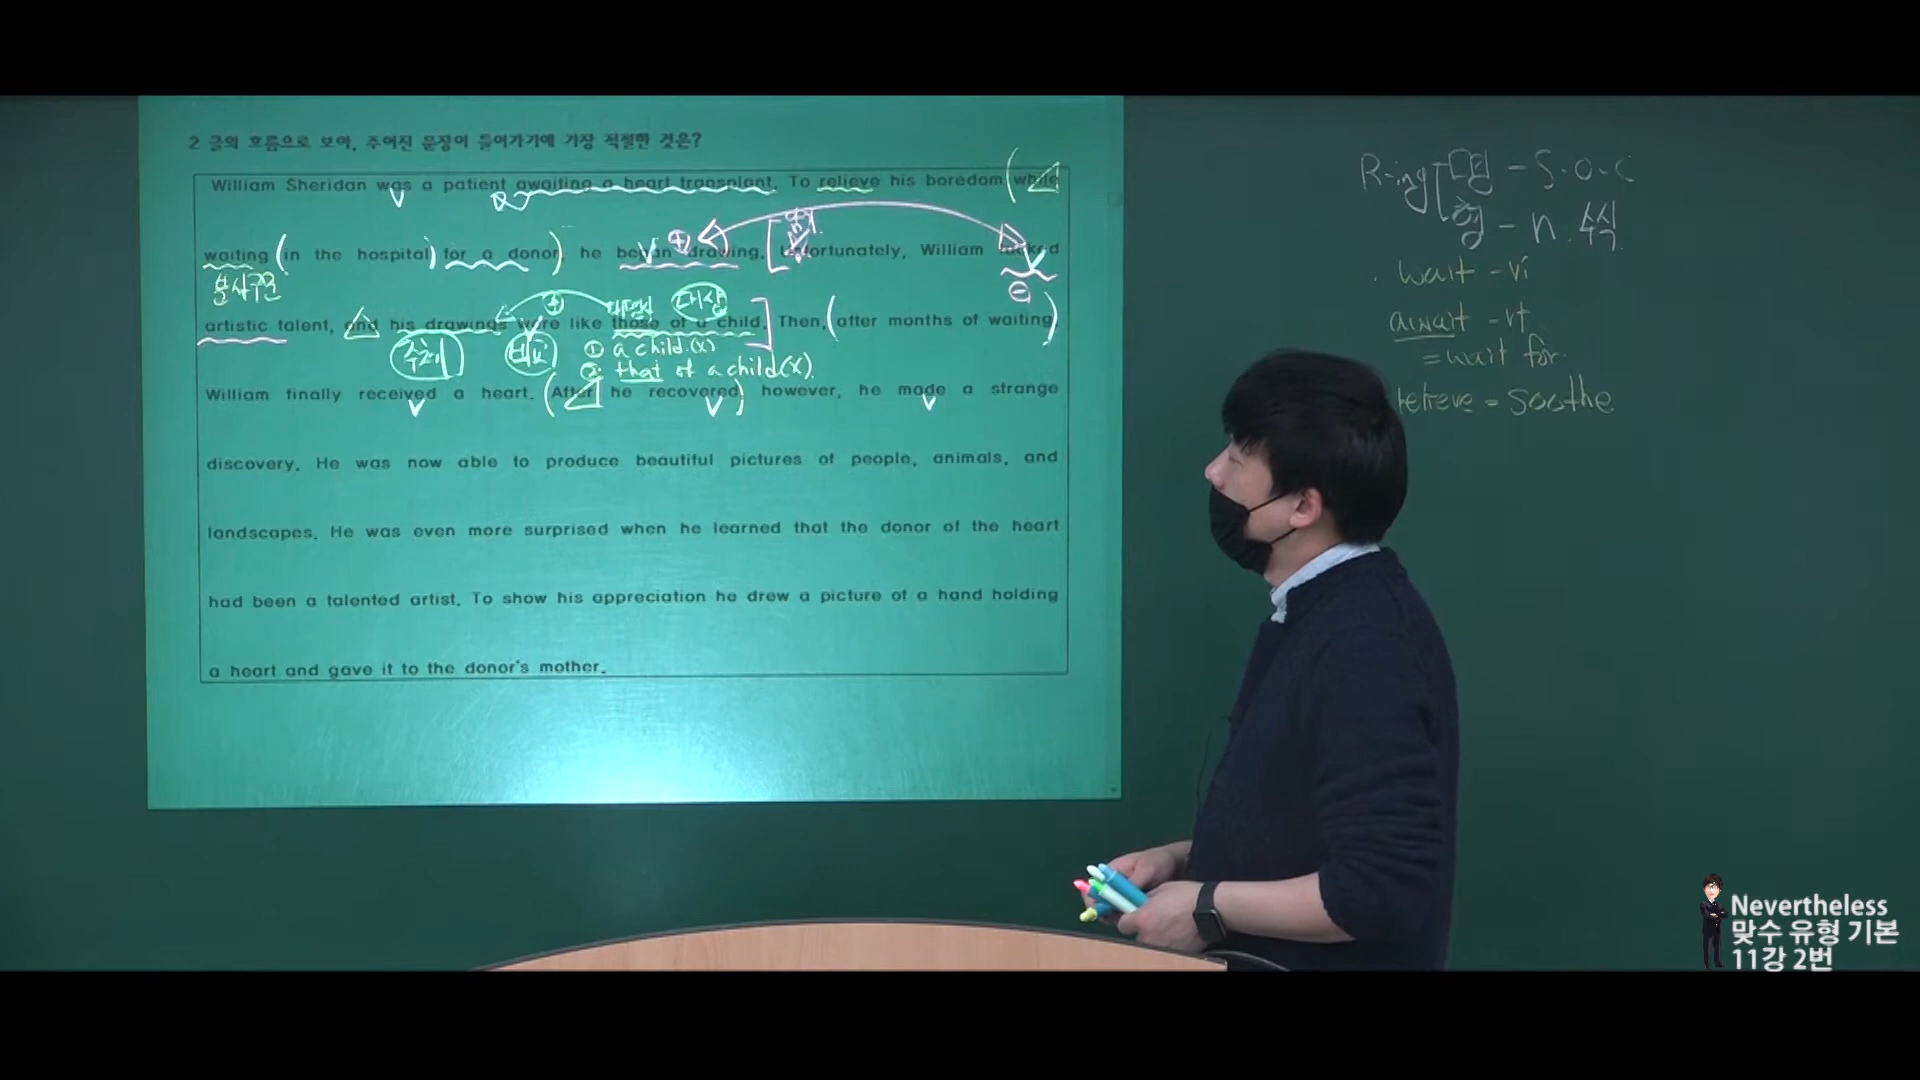 2 글의 흐름으로 보아, 주어진 문장이 들어가기에 가장 적절한 것은?
William Sheridan was a patient awaiting a heart transplant. To relieve his boredom while
waiting in the hospital for a donor, he began drawing. Unfortunately, William lacked
분사구문
artistic talent, and his drawings were like those of a child. Then, after months of waiting,
대명사 대상
주체 비교 ① a child (x)
② that of a child (x).
William finally received a heart. After he recovered, however, he made a strange
discovery. He was now able to produce beautiful pictures of people, animals, and
landscapes. He was even more surprised when he learned that the donor of the heart
had been a talented artist. To show his appreciation he drew a picture of a hand holding
a heart and gave it to the donor's mother.
R-ing 명 - S.O.C
형 - n.수식
wait - vi
await - vt
= wait for.
relieve = Soothe
Nevertheless
맞수 유형 기본
11강 2번